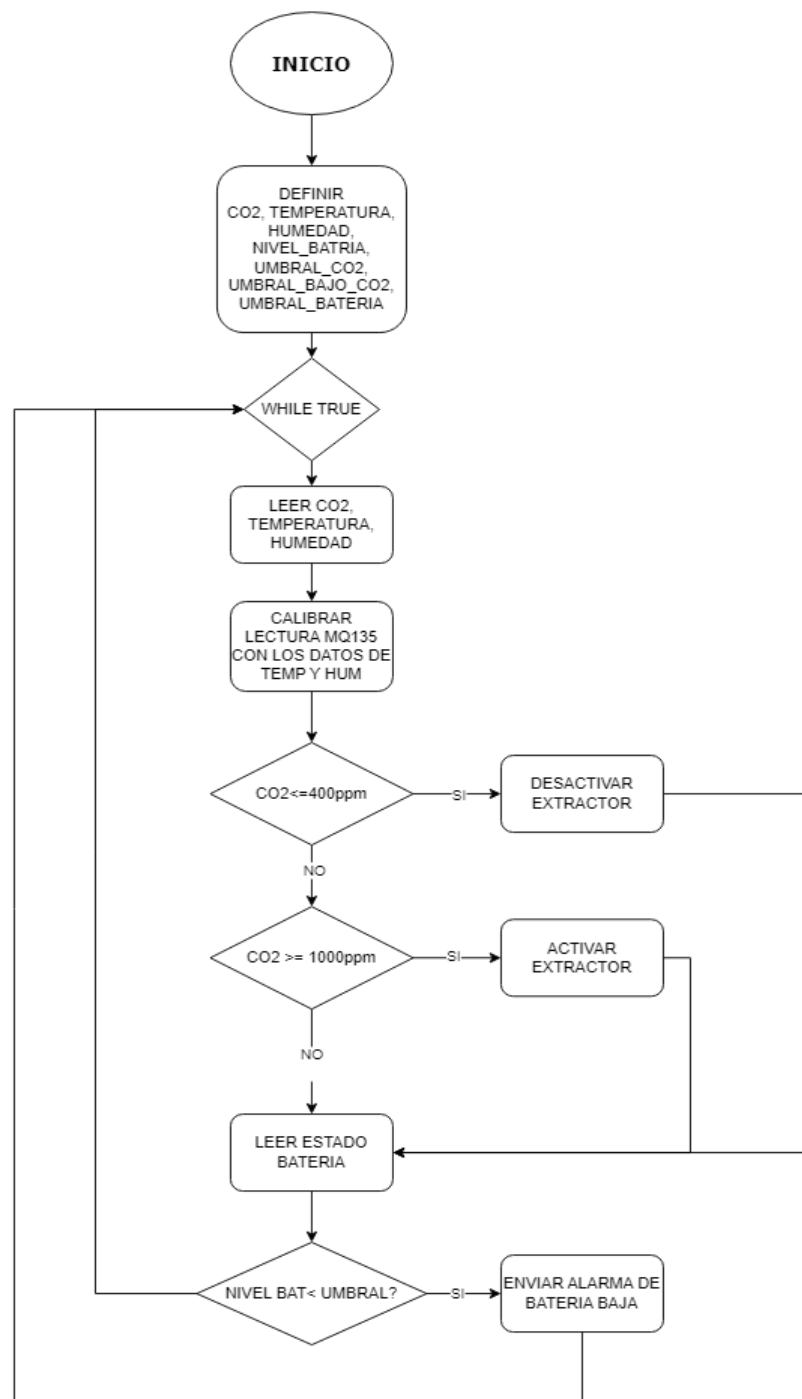 INICIO
DEFINIR
CO2, TEMPERATURA,
HUMEDAD,
NIVEL_BATRIA,
UMBRAL_CO2,
UMBRAL_BAJO_CO2,
UMBRAL_BATERIA
WHILE TRUE
LEER CO2,
TEMPERATURA,
HUMEDAD
CALIBRAR
LECTURA MQ135
CON LOS DATOS DE
TEMP Y HUM
CO2<=400ppm
SI
DESACTIVAR
EXTRACTOR
NO
CO2 >= 1000ppm
SI
ACTIVAR
EXTRACTOR
NO
LEER ESTADO
BATERIA
NIVEL BAT< UMBRAL?
SI
ENVIAR ALARMA DE
BATERIA BAJA